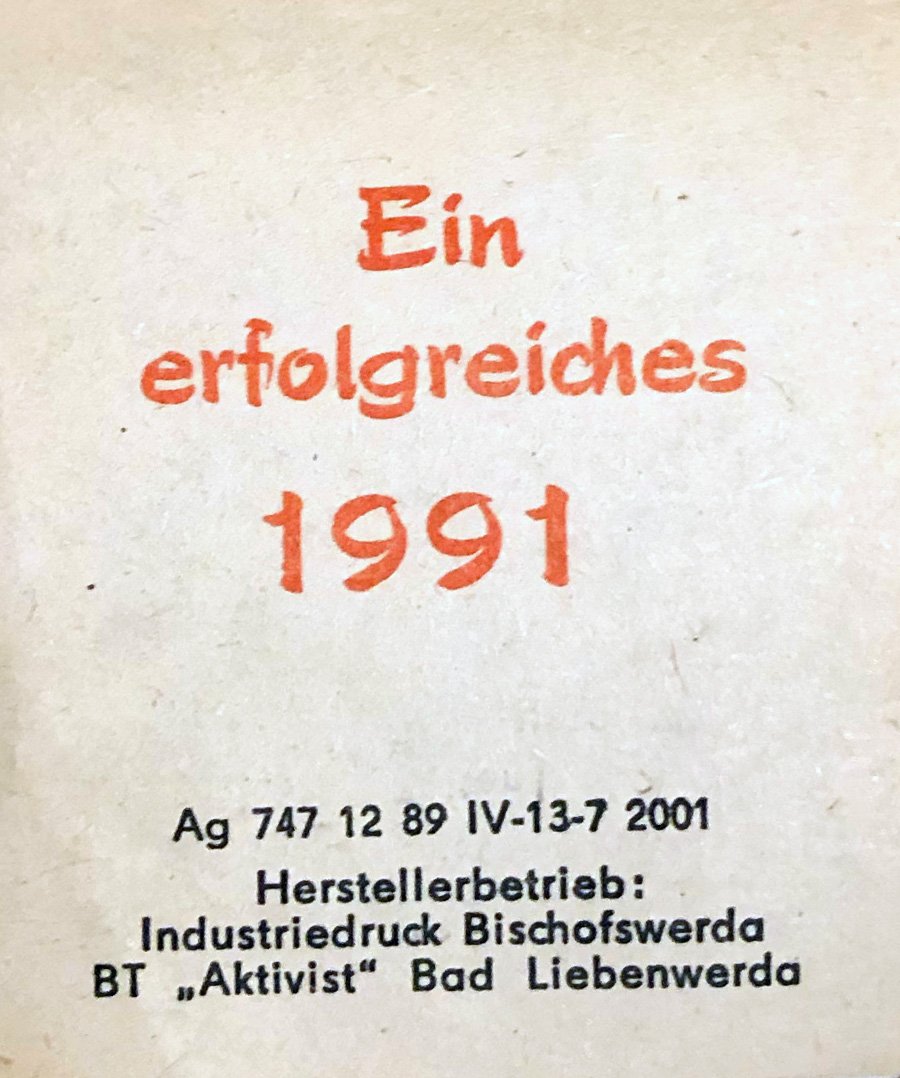 Ein
erfolgreiches
1991
Ag 747 12 89 IV-13-7 2001
Herstellerbetrieb:
Industriedruck Bischofswerda
BT „Aktivist“ Bad Liebenwerda